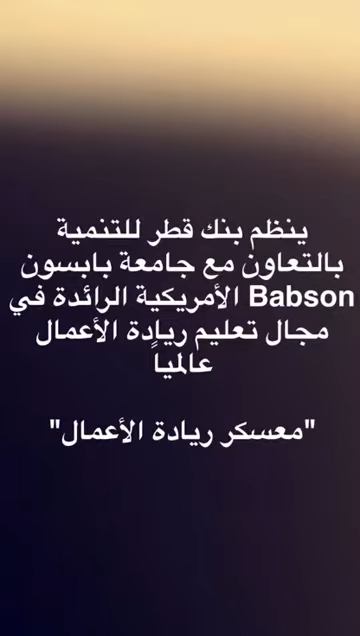 ينظم بنك قطر للتنمية
بالتعاون مع جامعة بابسون
Babson الأمريكية الرائدة في
مجال تعليم ريادة الأعمال
عالمياً
"معسكر ريادة الأعمال"